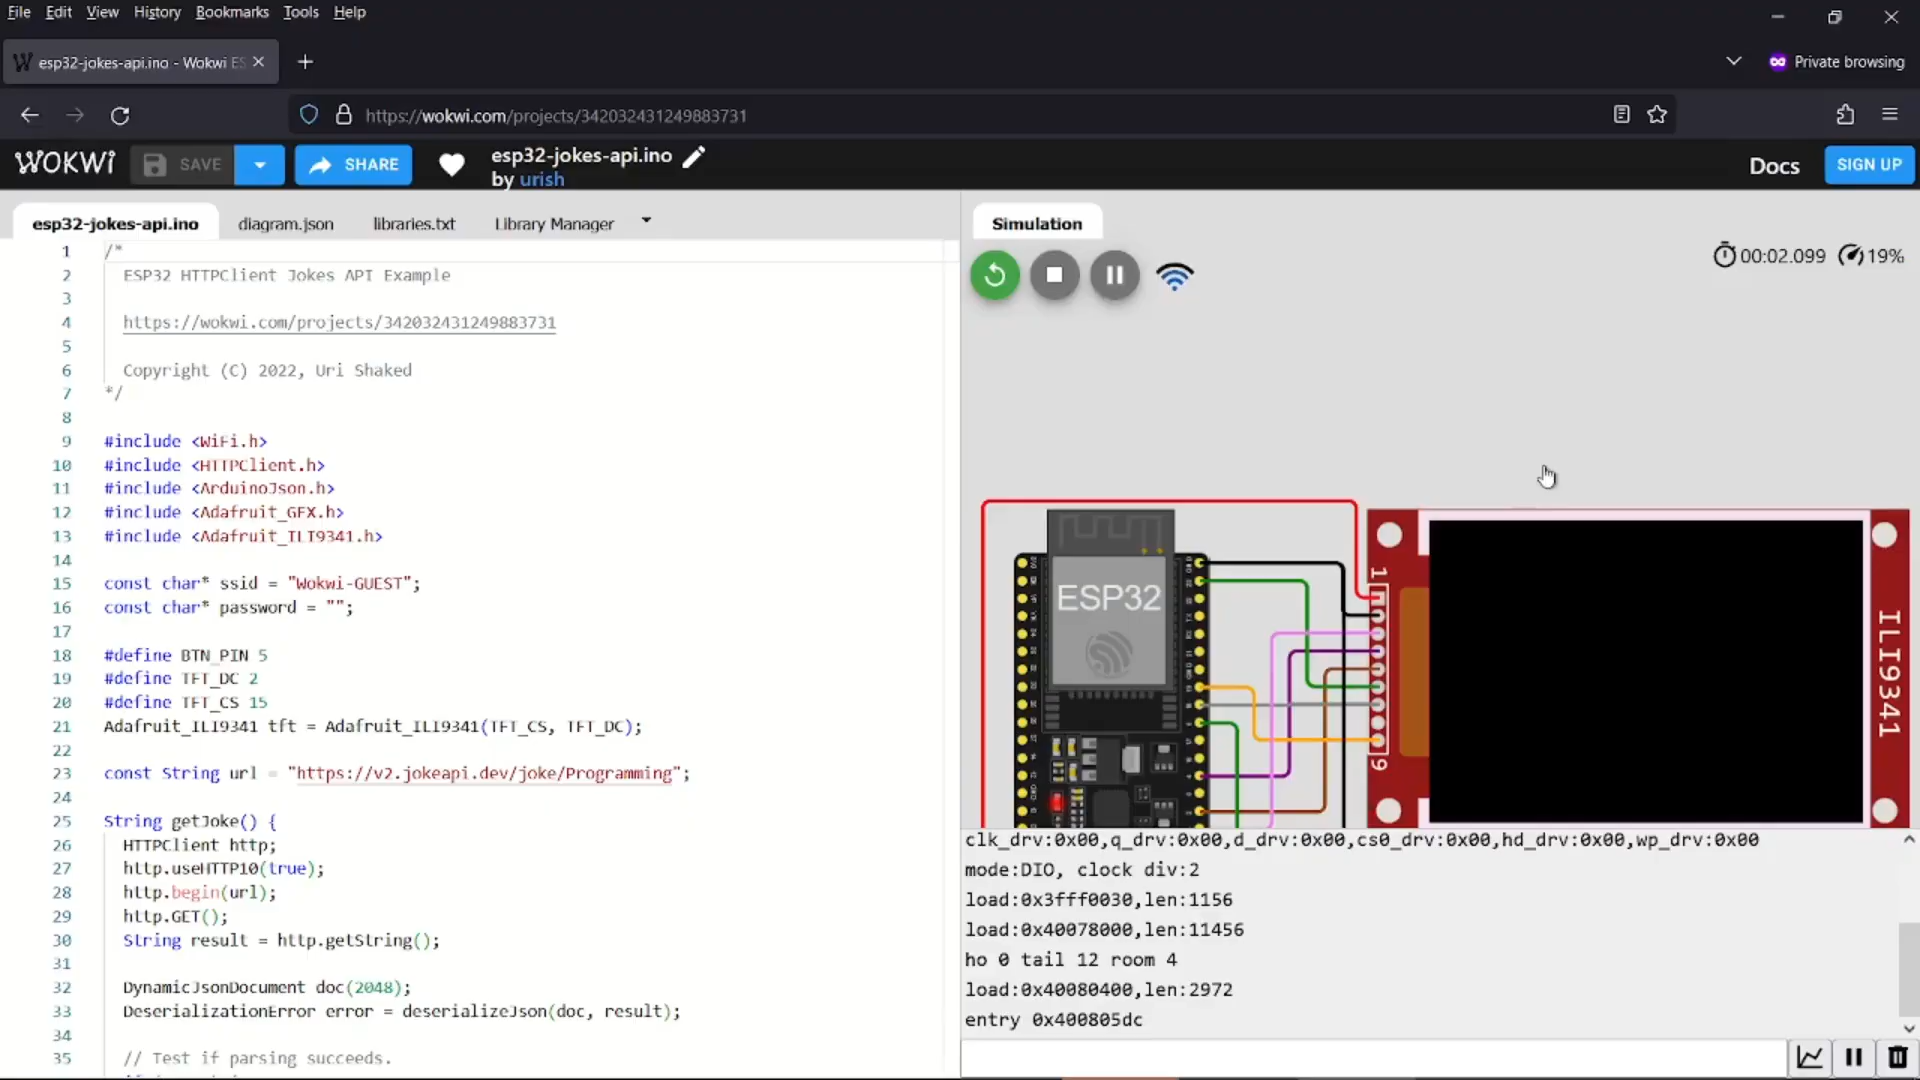 File Edit View History Bookmarks Tools Help
esp32-jokes-api.ino - Wokwi ES
Private browsing
https://wokwi.com/projects/342032431249883731
WOKWI SAVE SHARE esp32-jokes-api.ino
by urish
Docs SIGN UP
esp32-jokes-api.ino diagram.json libraries.txt Library Manager
Simulation
00:02.099 19%
1 /*
2 ESP32 HTTPClient Jokes API Example
3
4 https://wokwi.com/projects/342032431249883731
5
6 Copyright (C) 2022, Uri Shaked
7 */
8
9 #include <WiFi.h>
10 #include <HTTPClient.h>
11 #include <ArduinoJson.h>
12 #include <Adafruit_GFX.h>
13 #include <Adafruit_ILI9341.h>
14
15 const char* ssid = "Wokwi-GUEST";
16 const char* password = "";
17
18 #define BTN_PIN 5
19 #define TFT_DC 2
20 #define TFT_CS 15
21 Adafruit_ILI9341 tft = Adafruit_ILI9341(TFT_CS, TFT_DC);
22
23 const String url = "https://v2.jokeapi.dev/joke/Programming";
24
25 String getJoke() {
26 HTTPClient http;
27 http.useHTTP10(true);
28 http.begin(url);
29 http.GET();
30 String result = http.getString();
31
32 DynamicJsonDocument doc(2048);
33 DeserializationError error = deserializeJson(doc, result);
34
35 // Test if parsing succeeds.
ESP32
1
9
ILI9341
clk_drv:0x00,q_drv:0x00,d_drv:0x00,cs0_drv:0x00,hd_drv:0x00,wp_drv:0x00
mode:DIO, clock div:2
load:0x3fff0030,len:1156
load:0x40078000,len:11456
ho 0 tail 12 room 4
load:0x40080400,len:2972
entry 0x400805dc